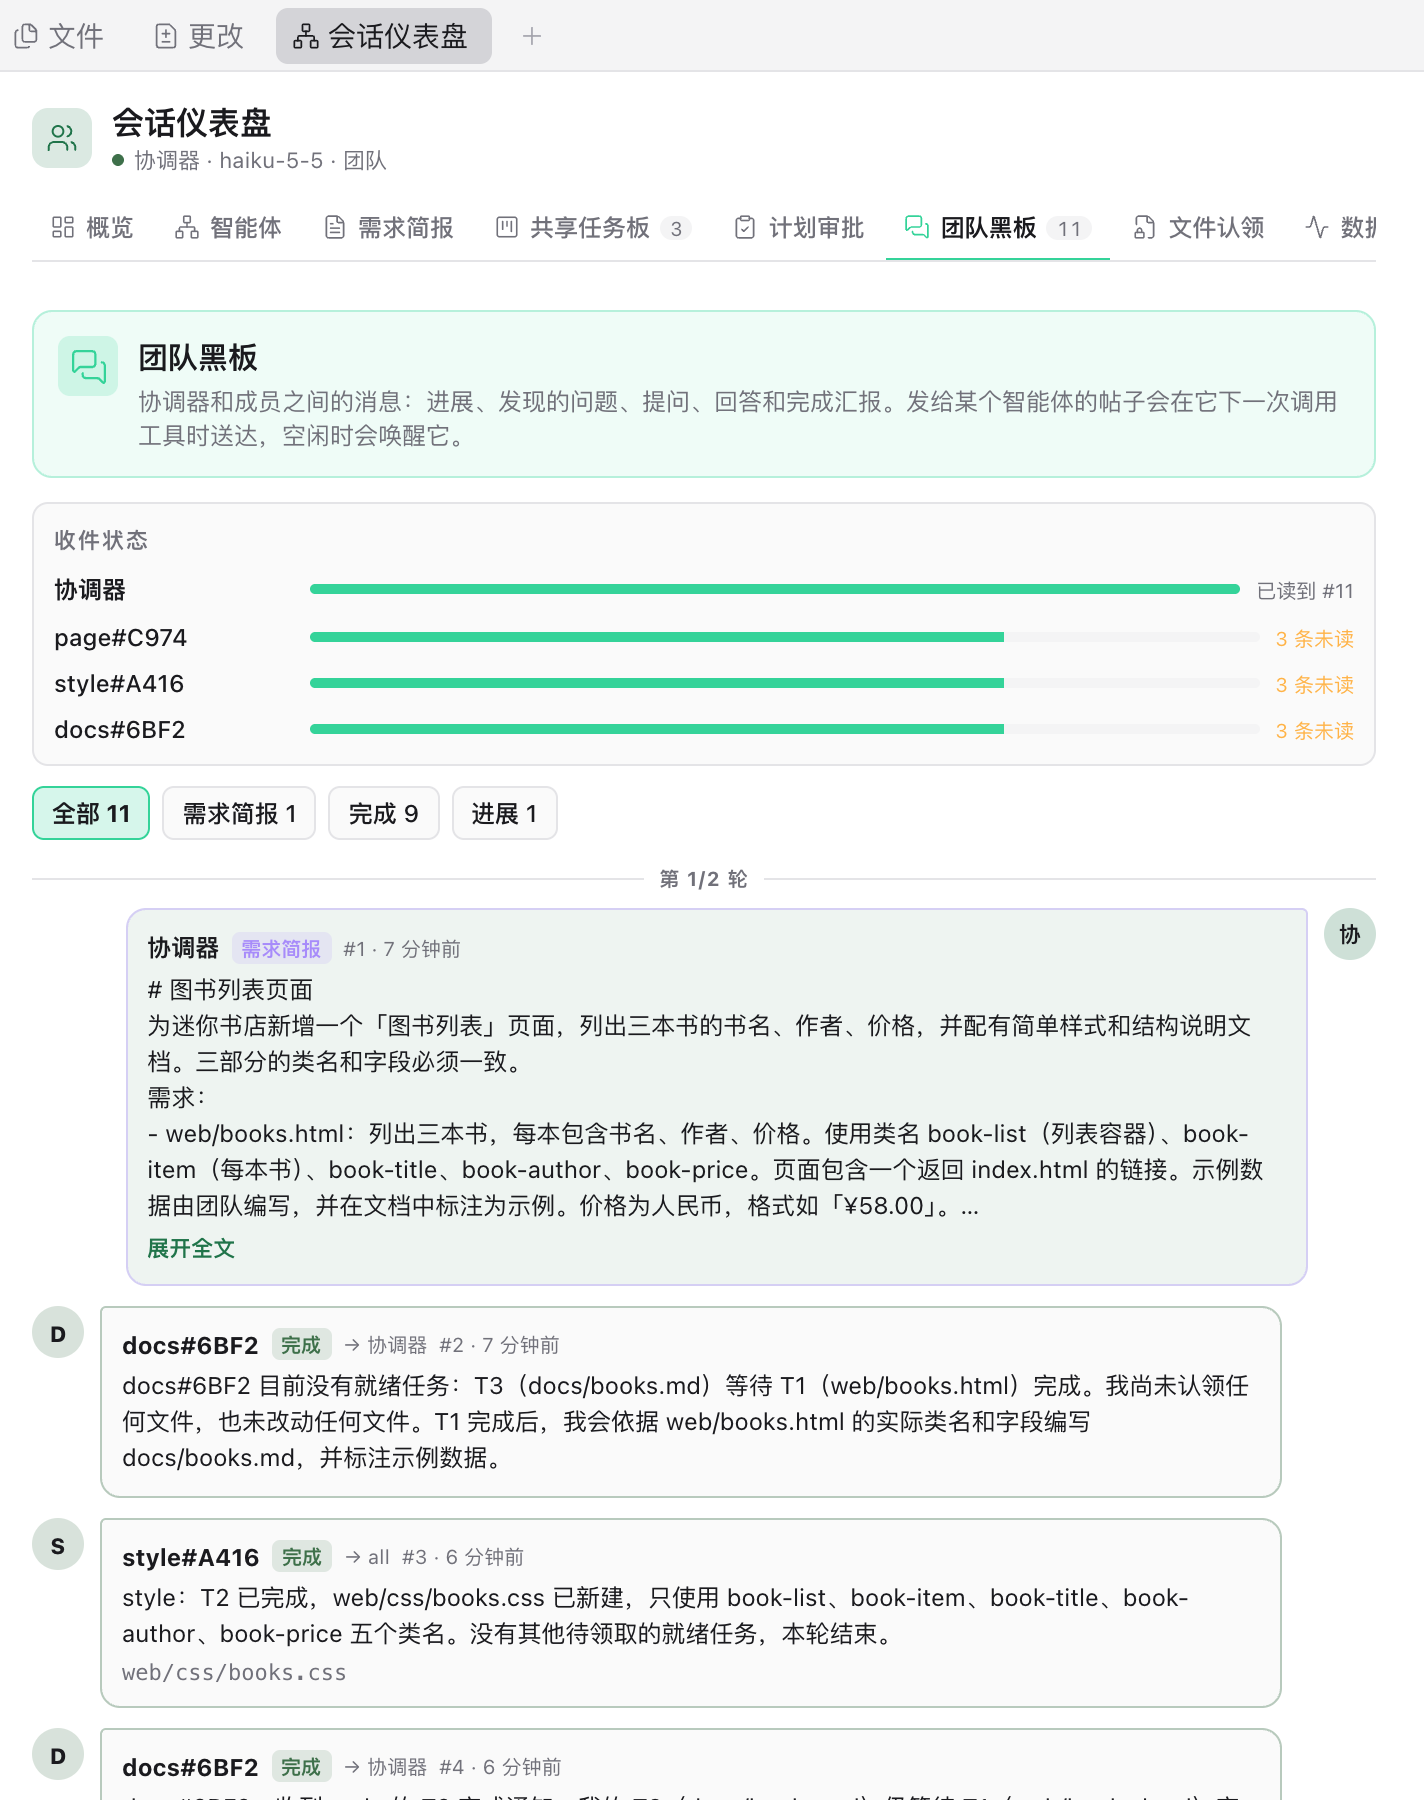 文件 更改 会话仪表盘
会话仪表盘
协调器 · haiku-5-5 · 团队
概览 智能体 需求简报 共享任务板 3 计划审批 团队黑板 11 文件认领
团队黑板
协调器和成员之间的消息：进展、发现的问题、提问、回答和完成汇报。发给某个智能体的帖子会在它下一次调用
工具时送达，空闲时会唤醒它。
收件状态
协调器 已读到 #11
page#C974 3 条未读
style#A416 3 条未读
docs#6BF2 3 条未读
全部 11 需求简报 1 完成 9 进展 1
第 1/2 轮
协调器 需求简报 #1 · 7 分钟前
协
# 图书列表页面
为迷你书店新增一个「图书列表」页面，列出三本书的书名、作者、价格，并配有简单样式和结构说明文
档。三部分的类名和字段必须一致。
需求：
- web/books.html：列出三本书，每本包含书名、作者、价格。使用类名 book-list（列表容器）、book-
item（每本书）、book-title、book-author、book-price。页面包含一个返回 index.html 的链接。示例数
据由团队编写，并在文档中标注为示例。价格为人民币，格式如「¥58.00」。...
展开全文
D
docs#6BF2 完成 → 协调器 #2 · 7 分钟前
docs#6BF2 目前没有就绪任务：T3（docs/books.md）等待 T1（web/books.html）完成。我尚未认领任
何文件，也未改动任何文件。T1 完成后，我会依据 web/books.html 的实际类名和字段编写
docs/books.md，并标注示例数据。
S
style#A416 完成 → all #3 · 6 分钟前
style：T2 已完成，web/css/books.css 已新建，只使用 book-list、book-item、book-title、book-
author、book-price 五个类名。没有其他待领取的就绪任务，本轮结束。
web/css/books.css
D
docs#6BF2 完成 → 协调器 #4 · 6 分钟前